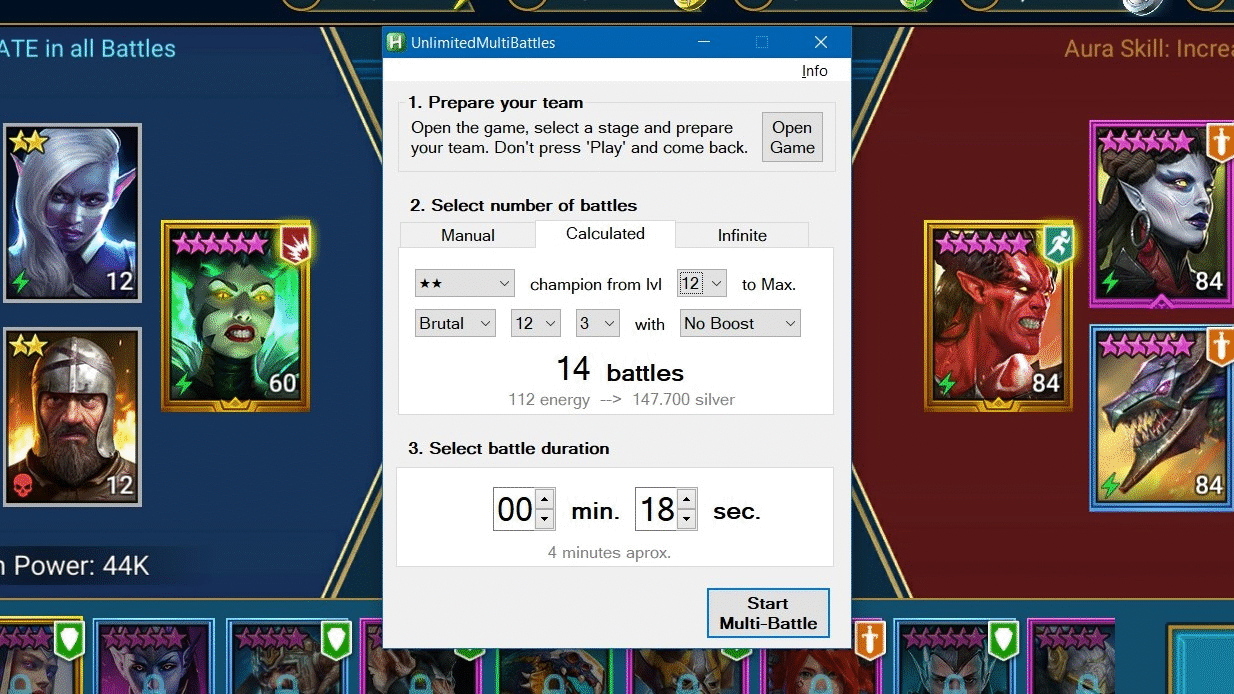 ATE in all Battles
Aura Skill: Increa
UnlimitedMultiBattles
Info
1. Prepare your team
Open the game, select a stage and prepare
your team. Don't press 'Play' and come back.
Open
Game
2. Select number of battles
Manual
Calculated
Infinite
★★
champion from lvl
12
to Max.
Brutal
12
3
with
No Boost
14 battles
112 energy --> 147.700 silver
3. Select battle duration
00 min. 18 sec.
4 minutes aprox.
Start
Multi-Battle
12
60
12
84
84
84
n Power: 44K